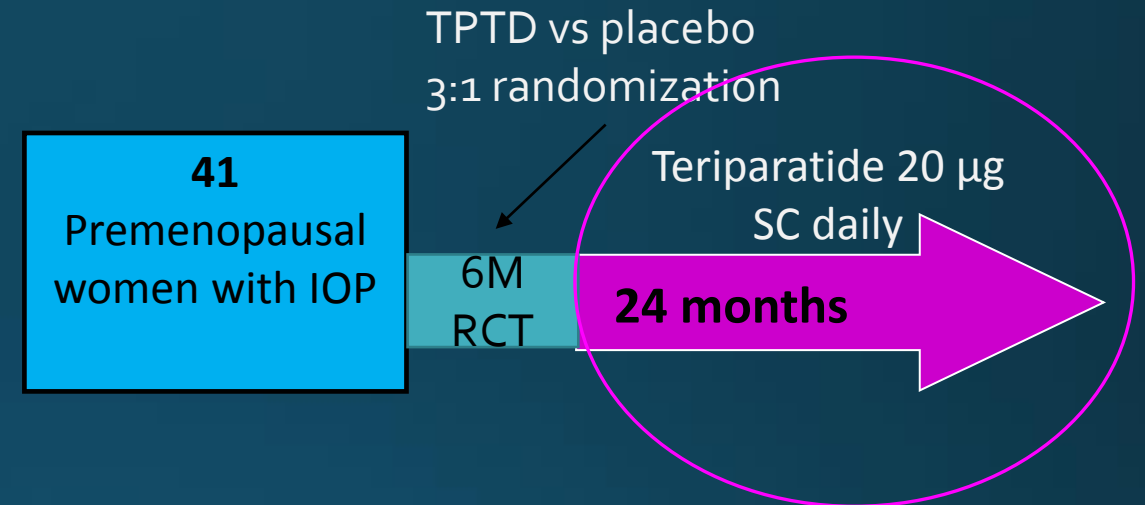 TPTD vs placebo
3:1 randomization
41
Premenopausal
women with IOP
6M
RCT
Teriparatide 20 µg
SC daily
24 months